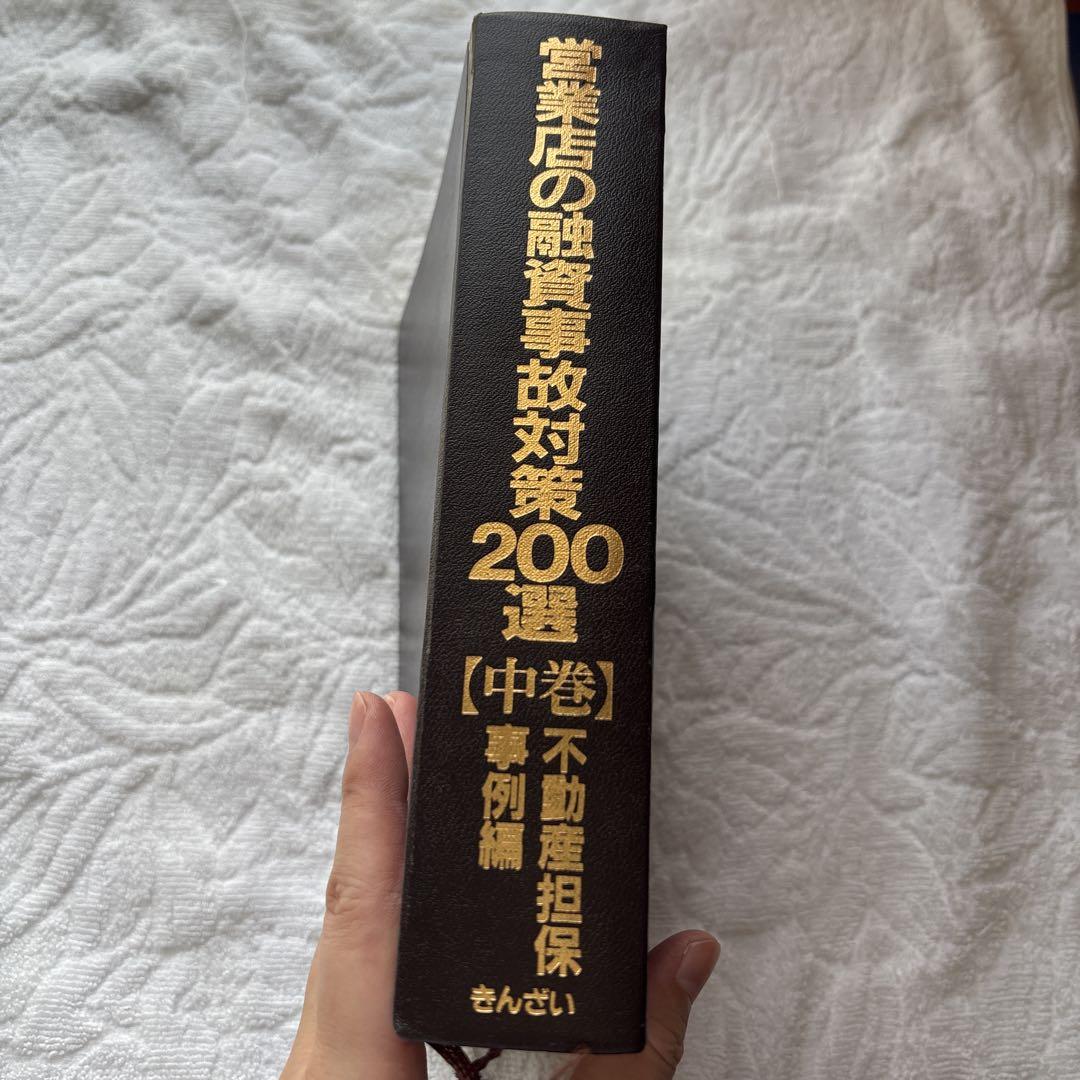 営業店の融資事故対策200選
【中巻】
不動産担保
事例編
きんざい